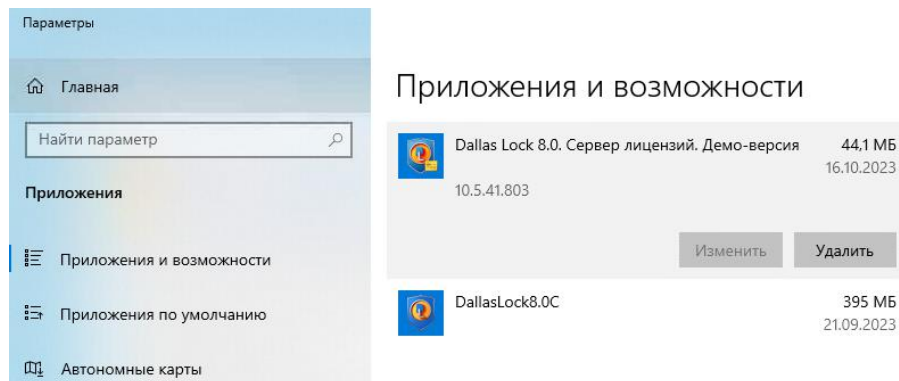 Параметры
Главная
Найти параметр
Приложения
Приложения и возможности
Приложения по умолчанию
Автономные карты
Приложения и возможности
Dallas Lock 8.0. Сервер лицензий. Демо-версия 44,1 МБ
16.10.2023
10.5.41.803
Изменить Удалить
DallasLock8.0C 395 МБ
21.09.2023